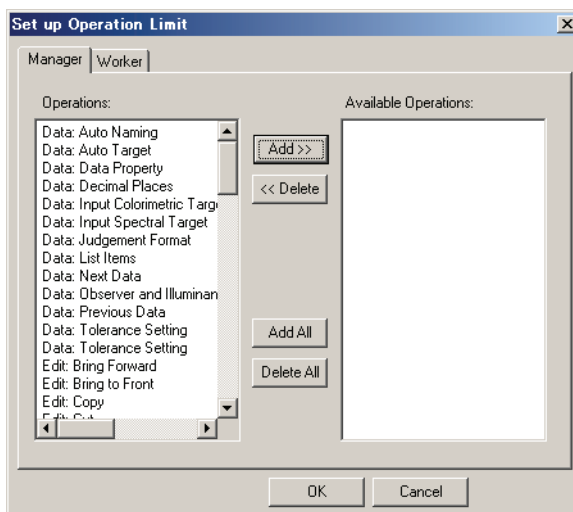 Set up Operation Limit
Manager
Worker
Operations:
Available Operations:
Data: Auto Naming
Data: Auto Target
Data: Data Property
Data: Decimal Places
Data: Input Colorimetric Targ
Data: Input Spectral Target
Data: Judgement Format
Data: List Items
Data: Next Data
Data: Observer and Illuminan
Data: Previous Data
Data: Tolerance Setting
Data: Tolerance Setting
Edit: Bring Forward
Edit: Bring to Front
Edit: Copy
Edit: Cut
Add >>
<< Delete
Add All
Delete All
OK
Cancel